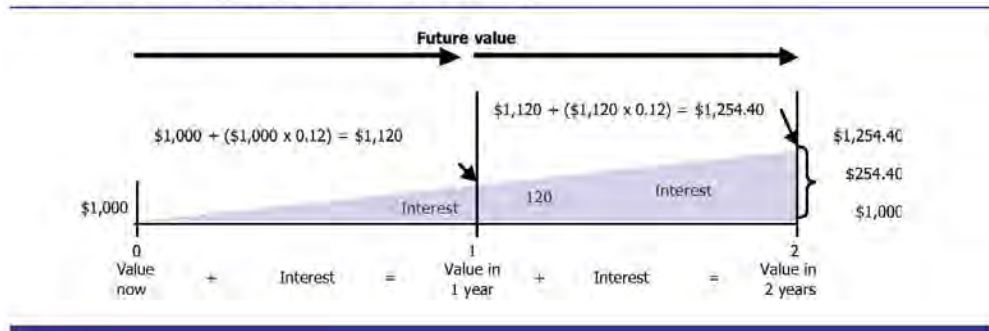 Future value
$1,120 + ($1,120 x 0.12) = $1,254.40
$1,000 + ($1,000 x 0.12) = $1,120
$1,254.40
$254.40
$1,000
$1,000
Interest
120
Interest
0 1 2
Value now + Interest = Value in 1 year + Interest = Value in 2 years